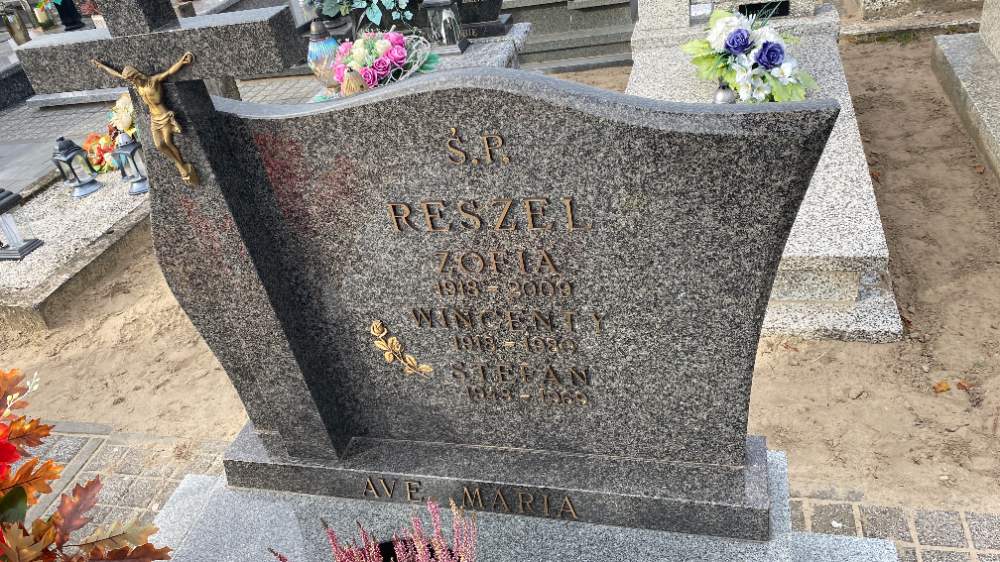 Ś.P.
RESZEL
ZOFIA
1918 - 2009
WINCENTY
STEFAN
AVE MARIA